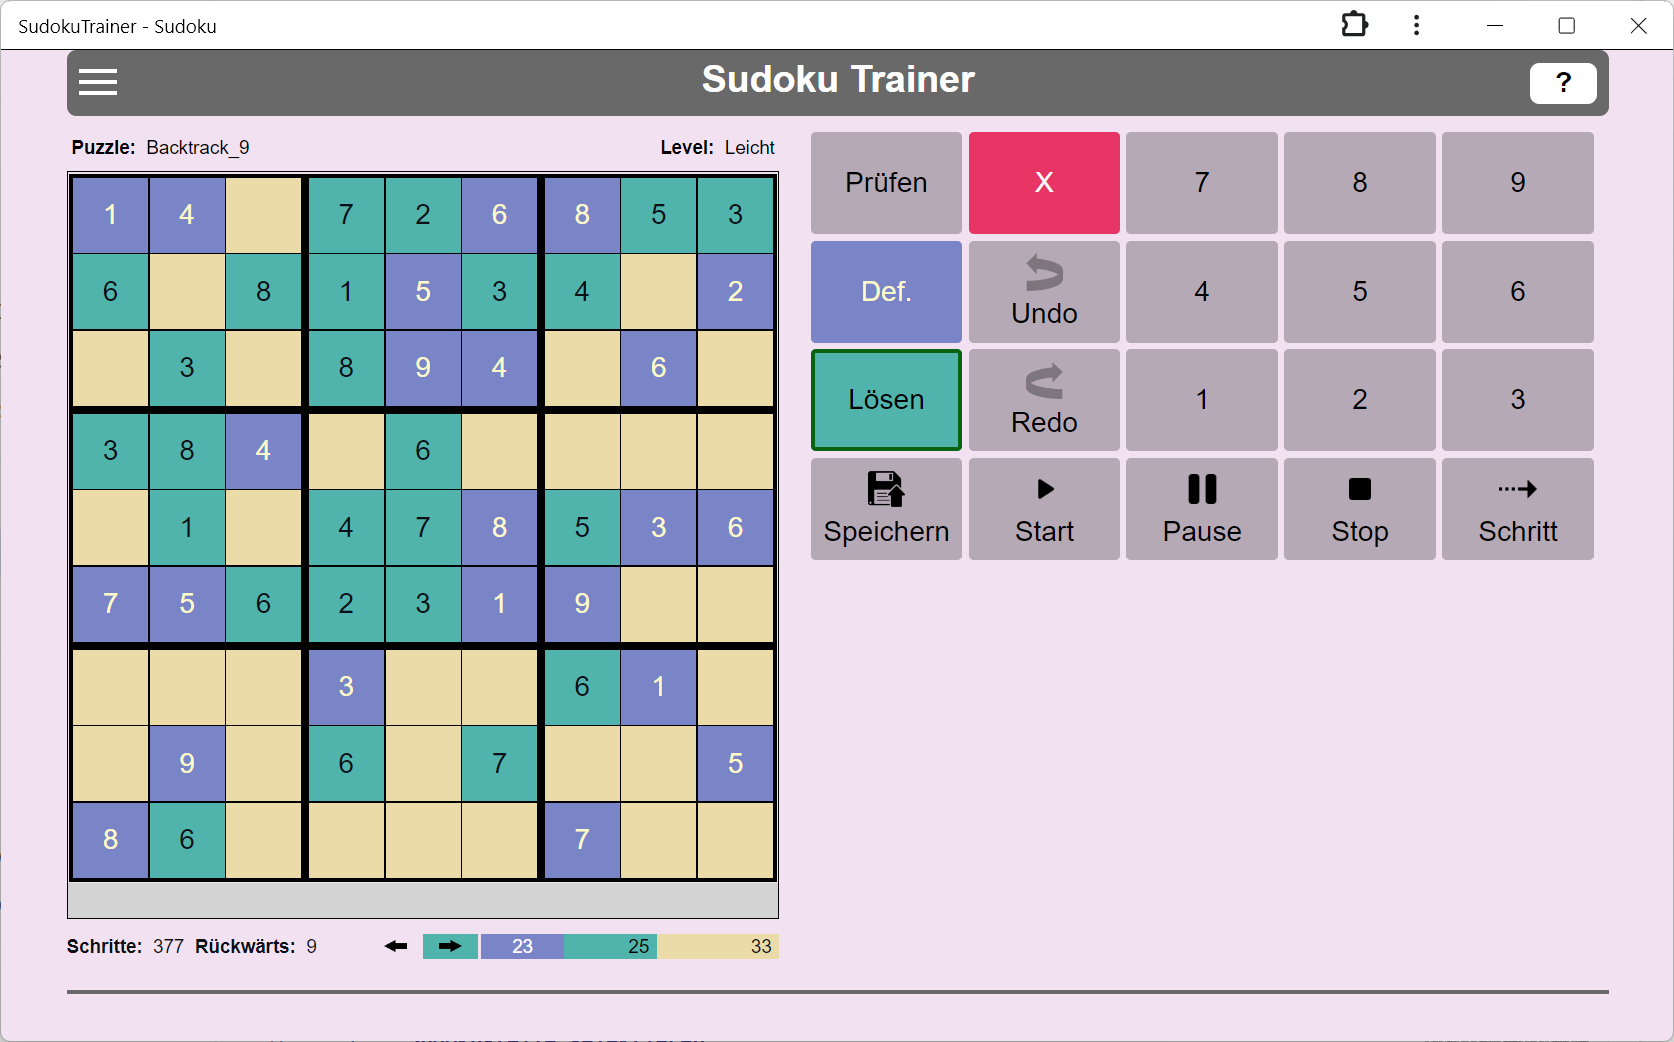 SudokuTrainer - Sudoku
Sudoku Trainer
?
Puzzle: Backtrack_9 Level: Leicht
1 4 7 2 6 8 5 3
6 8 1 5 3 4 2
3 8 9 4 6
3 8 4 6
1 4 7 8 5 3 6
7 5 6 2 3 1 9
3 6 1
9 6 7 5
8 6 7
Schritte: 377 Rückwärts: 9 23 25 33
Prüfen X 7 8 9
Def. Undo 4 5 6
Lösen Redo 1 2 3
Speichern Start Pause Stop Schritt